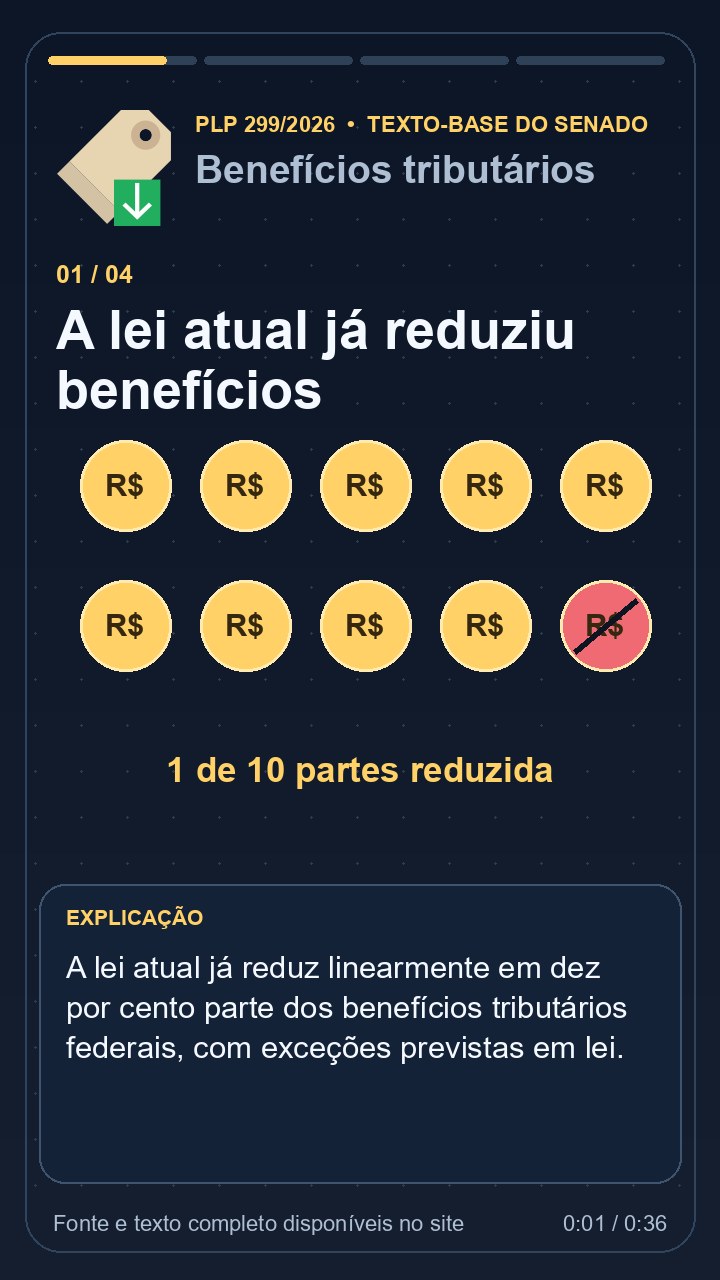 PLP 299/2026 • TEXTO-BASE DO SENADO
Benefícios tributários
01 / 04
A lei atual já reduziu
benefícios
R$ R$ R$ R$ R$
R$ R$ R$ R$ R$
1 de 10 partes reduzida
EXPLICAÇÃO
A lei atual já reduz linearmente em dez
por cento parte dos benefícios tributários
federais, com exceções previstas em lei.
Fonte e texto completo disponíveis no site 0:01 / 0:36